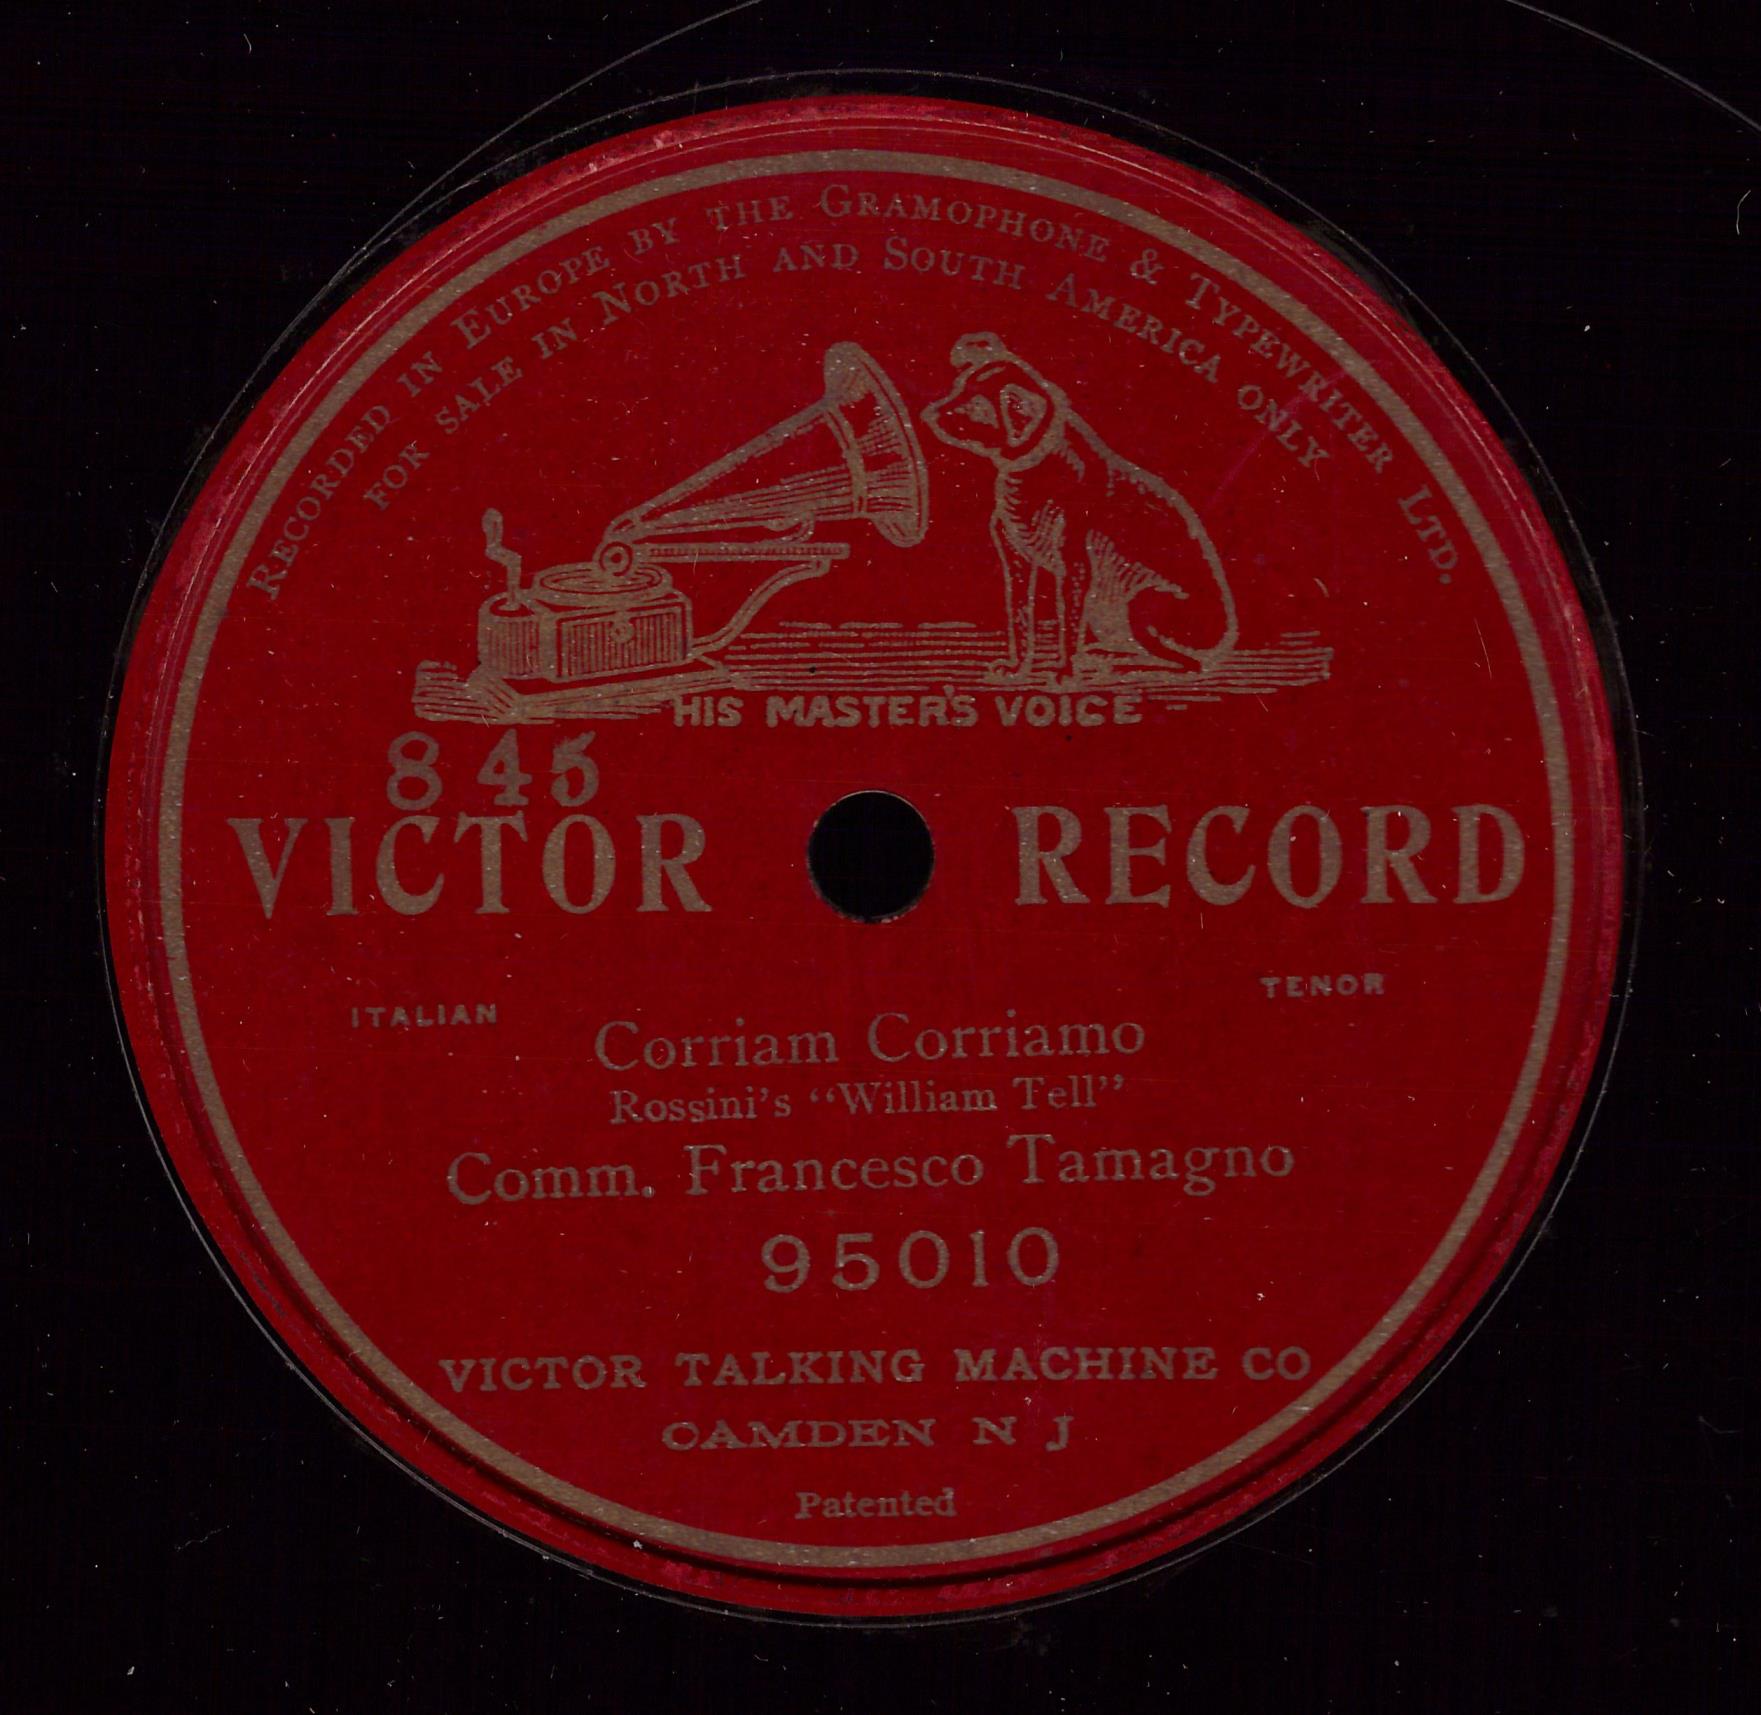 RECORDED IN EUROPE BY THE GRAMOPHONE & TYPEWRITER LTD.
FOR SALE IN NORTH AND SOUTH AMERICA ONLY
HIS MASTER'S VOICE
845
VICTOR RECORD
ITALIAN
TENOR
Corriam Corriamo
Rossini's “William Tell”
Comm. Francesco Tamagno
95010
VICTOR TALKING MACHINE CO
CAMDEN N J
Patented